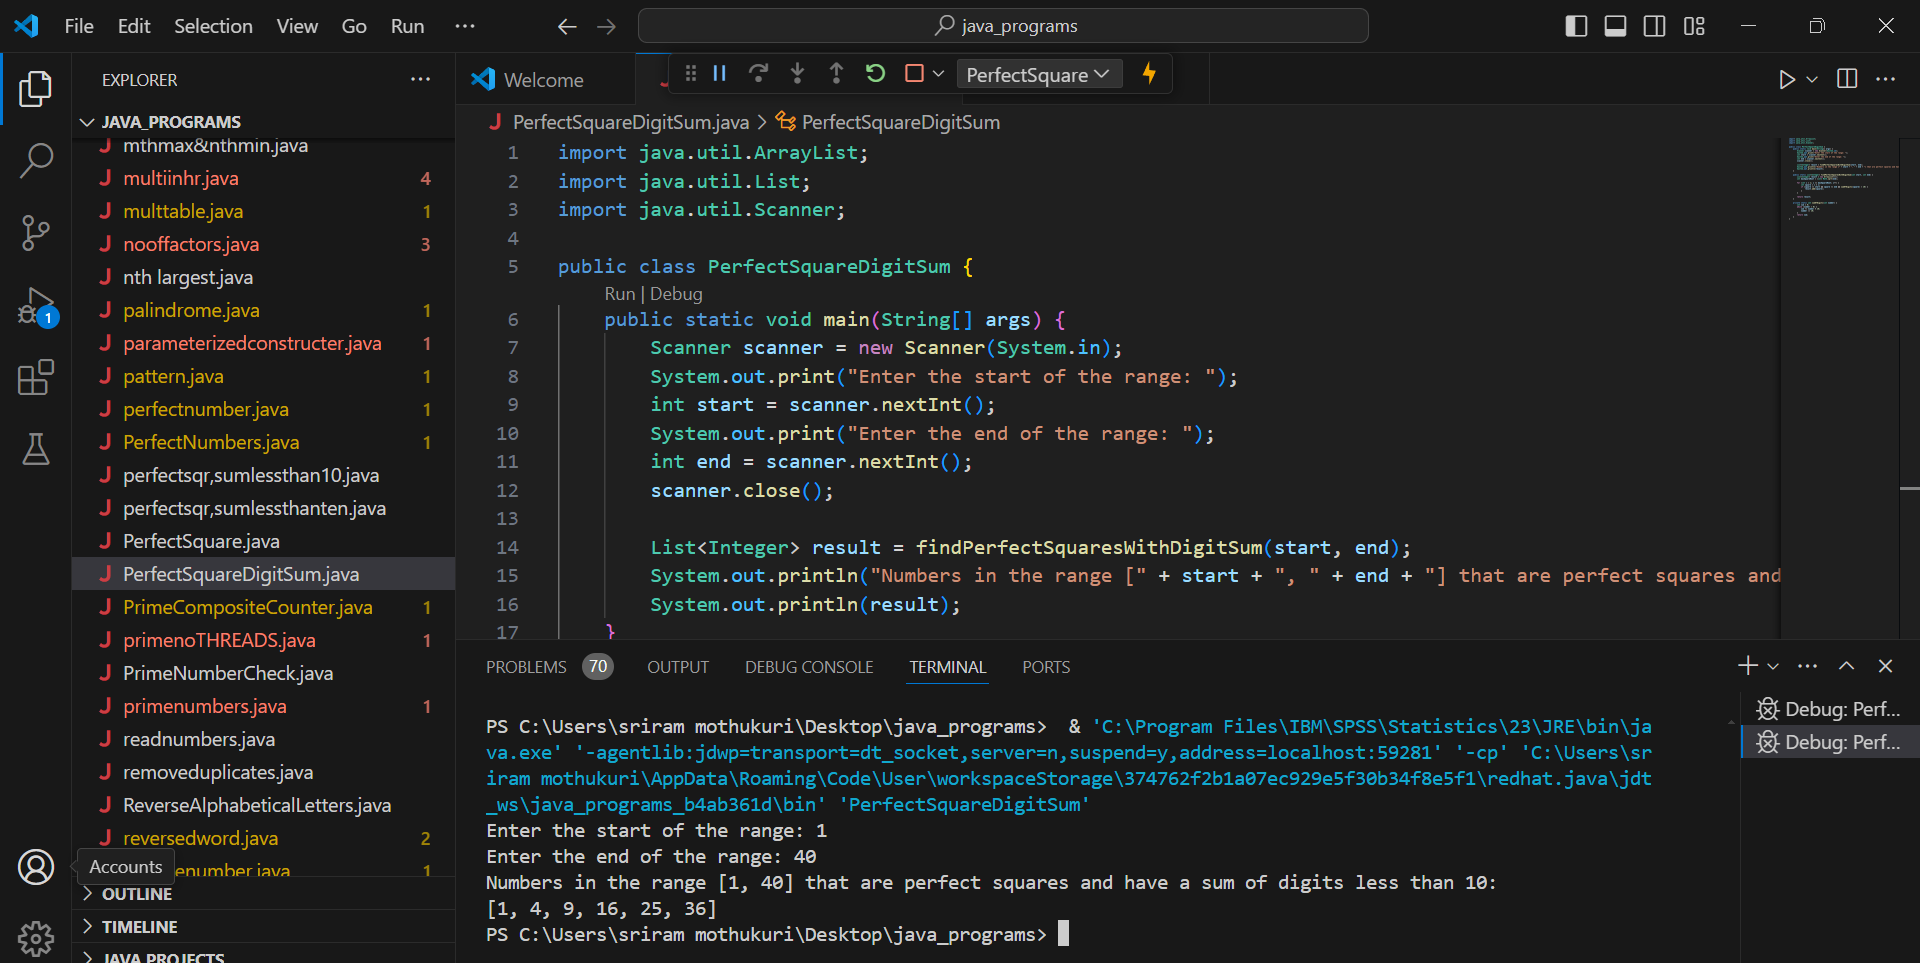 File Edit Selection View Go Run ···
java_programs
EXPLORER
JAVA_PROGRAMS
mthmax&nthmin.java
multiinhr.java 4
multtable.java 1
nooffactors.java 3
nth largest.java
palindrome.java 1
parameterizedconstructer.java 1
pattern.java 1
perfectnumber.java 1
PerfectNumbers.java 1
perfectsqr,sumlessthan10.java
perfectsqr,sumlessthanten.java
PerfectSquare.java
PerfectSquareDigitSum.java
PrimeCompositeCounter.java 1
primenoTHREADS.java 1
PrimeNumberCheck.java
primenumbers.java 1
readnumbers.java
removeduplicates.java
ReverseAlphabeticalLetters.java
reversedword.java 2
enumber.java 1
Accounts
OUTLINE
TIMELINE
JAVA PROJECTS
1
Welcome
PerfectSquare
PerfectSquareDigitSum.java > PerfectSquareDigitSum
1 import java.util.ArrayList;
2 import java.util.List;
3 import java.util.Scanner;
4
5 public class PerfectSquareDigitSum {
Run | Debug
6 public static void main(String[] args) {
7 Scanner scanner = new Scanner(System.in);
8 System.out.print("Enter the start of the range: ");
9 int start = scanner.nextInt();
10 System.out.print("Enter the end of the range: ");
11 int end = scanner.nextInt();
12 scanner.close();
13
14 List<Integer> result = findPerfectSquaresWithDigitSum(start, end);
15 System.out.println("Numbers in the range [" + start + ", " + end + "] that are perfect squares and
16 System.out.println(result);
17 }
PROBLEMS 70 OUTPUT DEBUG CONSOLE TERMINAL PORTS
PS C:\Users\sriram mothukuri\Desktop\java_programs> & 'C:\Program Files\IBM\SPSS\Statistics\23\JRE\bin\ja
va.exe' '-agentlib:jdwp=transport=dt_socket,server=n,suspend=y,address=localhost:59281' '-cp' 'C:\Users\sr
iram mothukuri\AppData\Roaming\Code\User\workspaceStorage\374762f2b1a07ec929e5f30b34f8e5f1\redhat.java\jdt
_ws\java_programs_b4ab361d\bin' 'PerfectSquareDigitSum'
Enter the start of the range: 1
Enter the end of the range: 40
Numbers in the range [1, 40] that are perfect squares and have a sum of digits less than 10:
[1, 4, 9, 16, 25, 36]
PS C:\Users\sriram mothukuri\Desktop\java_programs>
Debug: Perf...
Debug: Perf...